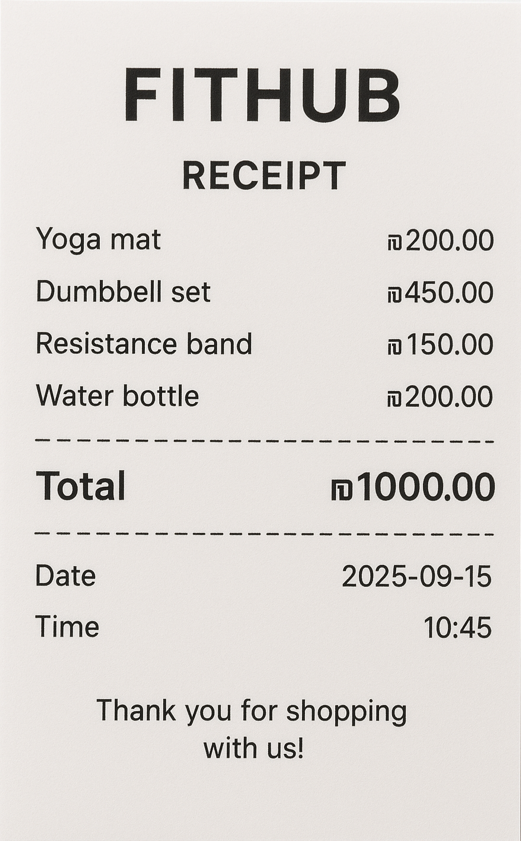 FITHUB
RECEIPT
Yoga mat ₪200.00
Dumbbell set ₪450.00
Resistance band ₪150.00
Water bottle ₪200.00
Total ₪1000.00
Date 2025-09-15
Time 10:45
Thank you for shopping
with us!